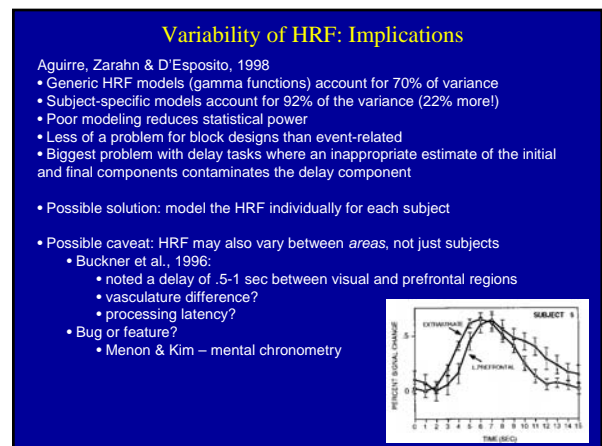 Variability of HRF: Implications
Aguirre, Zarahn & D'Esposito, 1998
• Generic HRF models (gamma functions) account for 70% of variance
• Subject-specific models account for 92% of the variance (22% more!)
• Poor modeling reduces statistical power
• Less of a problem for block designs than event-related
• Biggest problem with delay tasks where an inappropriate estimate of the initial
and final components contaminates the delay component
• Possible solution: model the HRF individually for each subject
• Possible caveat: HRF may also vary between areas, not just subjects
• Buckner et al., 1996:
• noted a delay of .5-1 sec between visual and prefrontal regions
• vasculature difference?
• processing latency?
• Bug or feature?
• Menon & Kim – mental chronometry
SUBJECT 5
EXTRASTRIATE
L.PREFRONTAL
PERCENT SIGNAL CHANGE
.5
0
0 1 2 3 4 5 6 7 8 9 10 11 12 13 14 15
TIME (SEC)